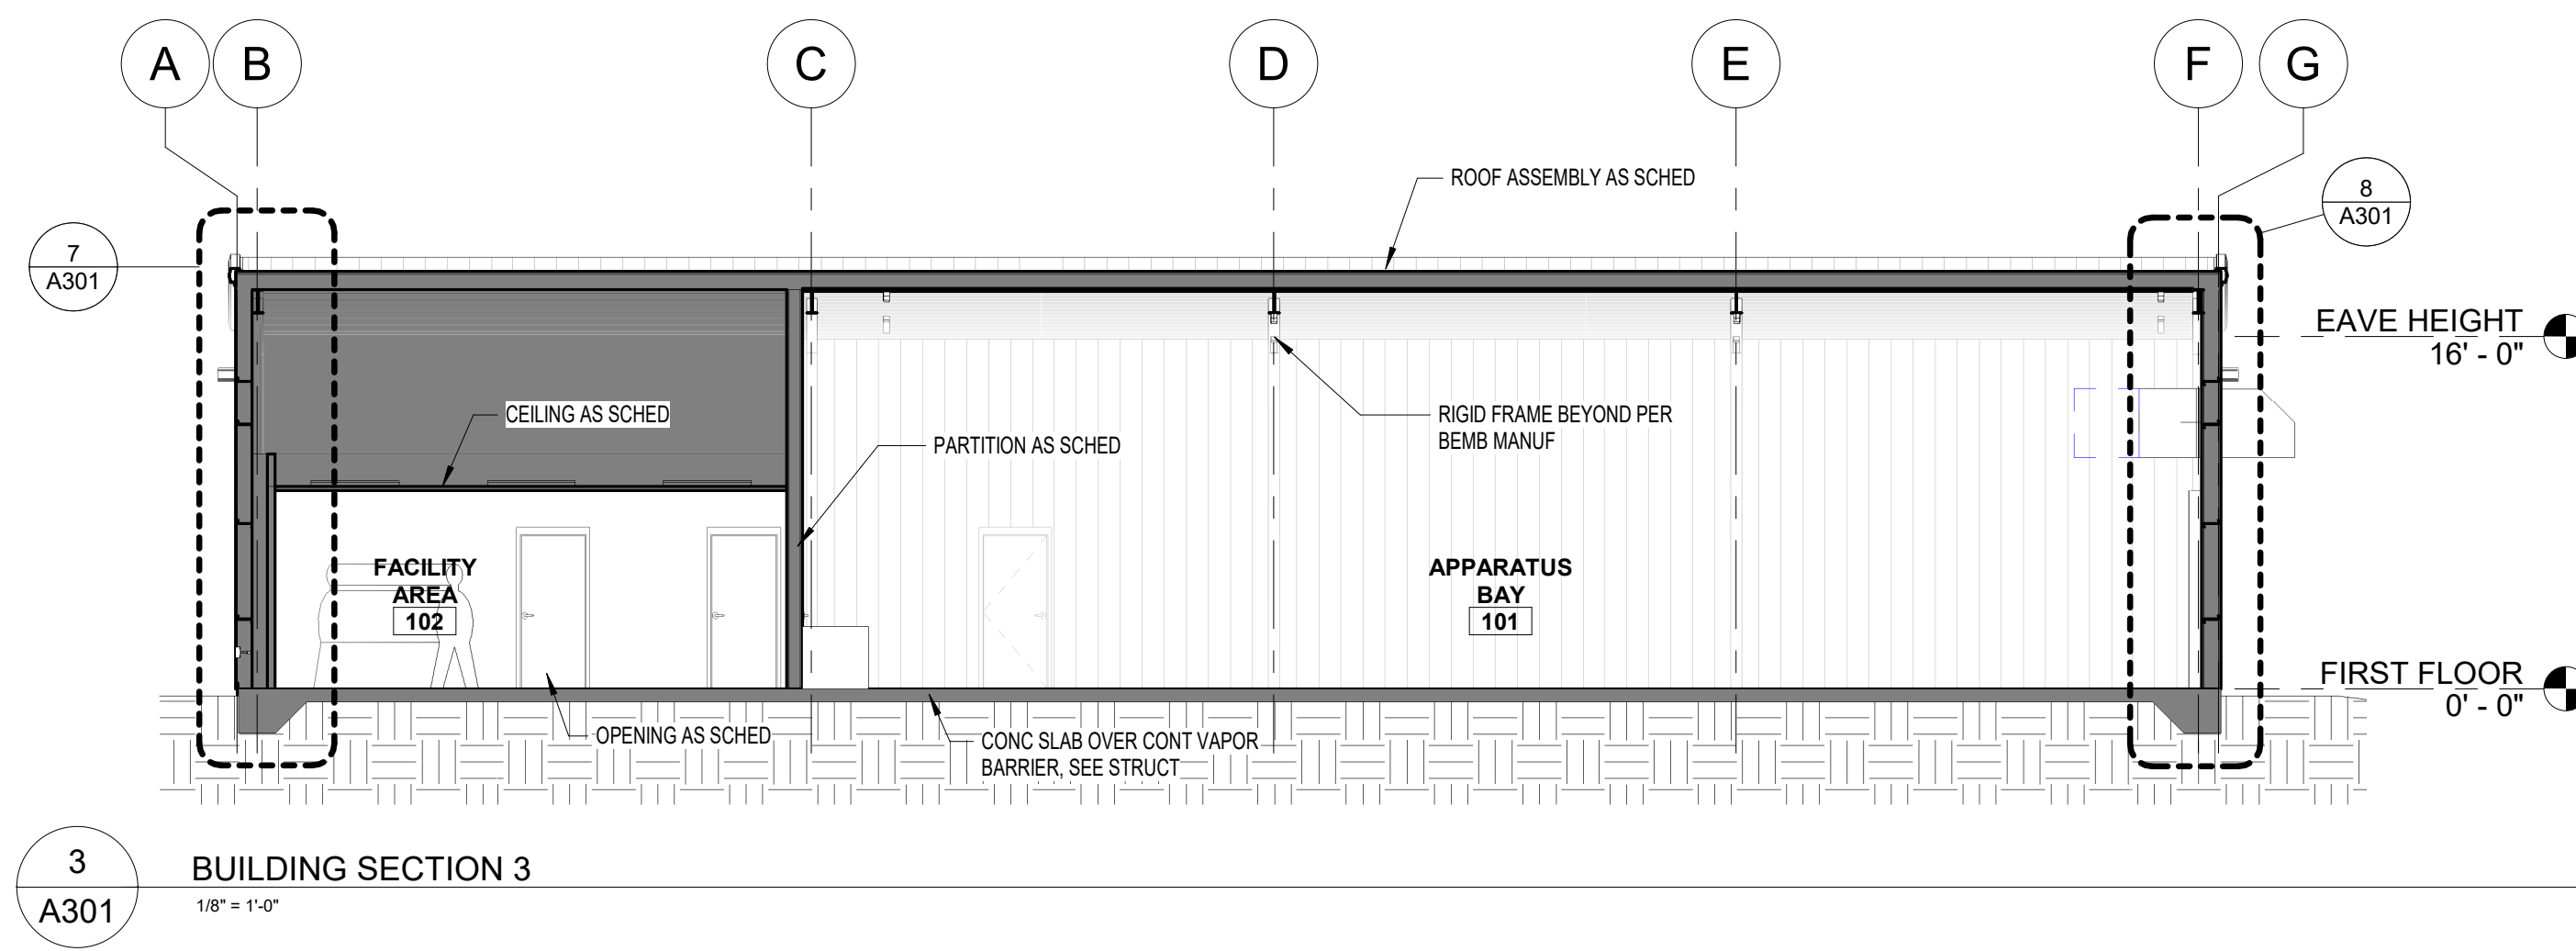 A
B
C
D
E
F
G
ROOF ASSEMBLY AS SCHED
8
A301
7
A301
EAVE HEIGHT
16' - 0"
CEILING AS SCHED
RIGID FRAME BEYOND PER
BEMB MANUF
PARTITION AS SCHED
FACILITY
AREA
102
APPARATUS
BAY
101
FIRST FLOOR
0' - 0"
OPENING AS SCHED
CONC SLAB OVER CONT VAPOR
BARRIER, SEE STRUCT
3
A301
BUILDING SECTION 3
1/8" = 1'-0"